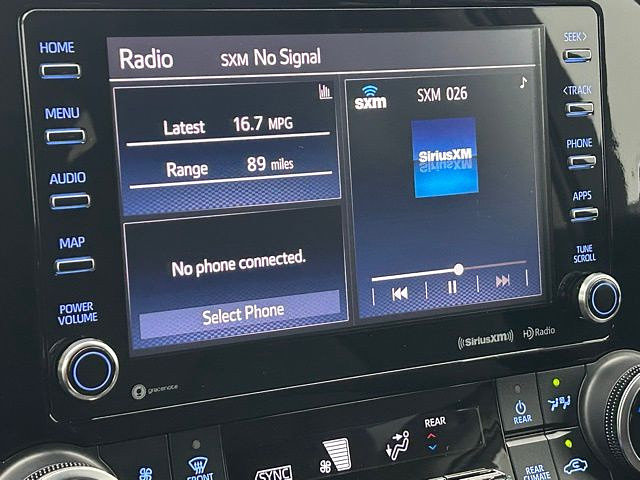 HOME
MENU
AUDIO
MAP
POWER
VOLUME
Radio
SXM No Signal
Latest 16.7 MPG
Range 89 miles
No phone connected.
Select Phone
sxm
SXM 026
SiriusXM
SEEK>
<TRACK
PHONE
APPS
TUNE
SCROLL
gracenote
((SiriusXM))
HD Radio
REAR
REAR
FRONT
SYNC
REAR
CLIMATE